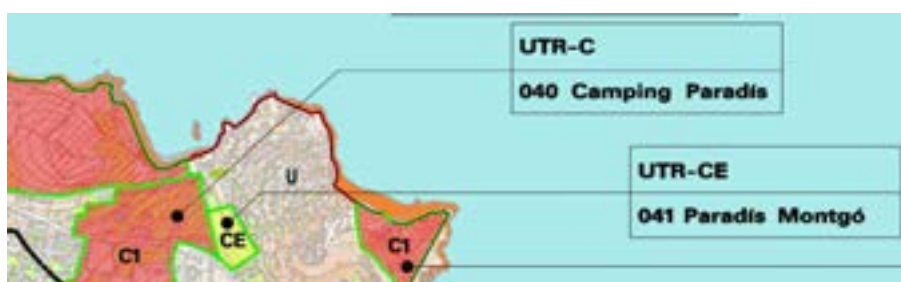 UTR-C
040 Camping Paradís
UTR-CE
041 Paradís Montgó
U
CE
C1
C1